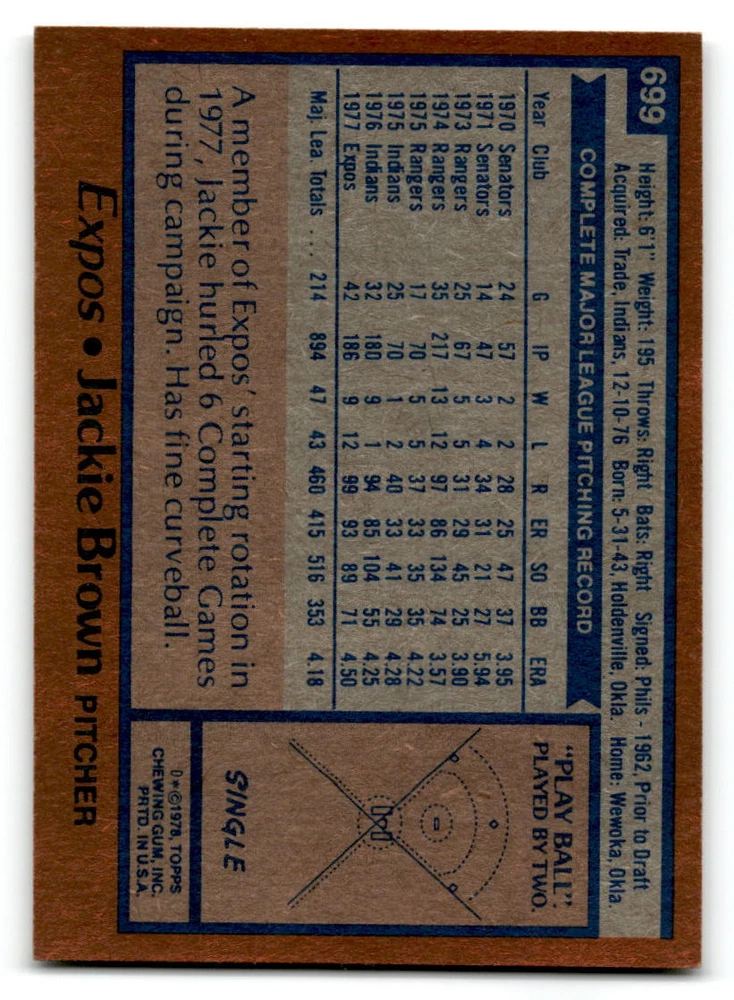 699
Height: 6'1" Weight: 195 Throws: Right Bats: Right Signed: Phils - 1962, Prior to Draft
Acquired: Trade, Indians, 12-10-76 Born: 5-31-43, Holdenville, Okla. Home: Wewoka, Okla.
COMPLETE MAJOR LEAGUE PITCHING RECORD
Year Club G IP W L R ER SO BB ERA
1970 Senators 24 57 2 2 28 25 47 37 3.95
1971 Senators 14 47 3 4 34 31 21 27 5.94
1973 Rangers 25 67 5 5 31 29 45 25 3.90
1974 Rangers 35 217 13 12 97 86 134 74 3.57
1975 Rangers 17 70 5 5 37 33 35 35 4.22
1975 Indians 25 70 1 2 40 33 41 29 4.28
1976 Indians 32 180 9 1 94 85 104 55 4.25
1977 Expos 42 186 9 12 99 93 89 71 4.50
Maj. Lea. Totals .... 214 894 47 43 460 415 516 353 4.18
A member of Expos' starting rotation in
1977, Jackie hurled 6 Complete Games
during campaign. Has fine curveball.
"PLAY BALL":
PLAYED BY TWO.
SINGLE
D*©1978, TOPPS
CHEWING GUM, INC.
PRTD. IN U.S.A.
Expos • Jackie Brown PITCHER